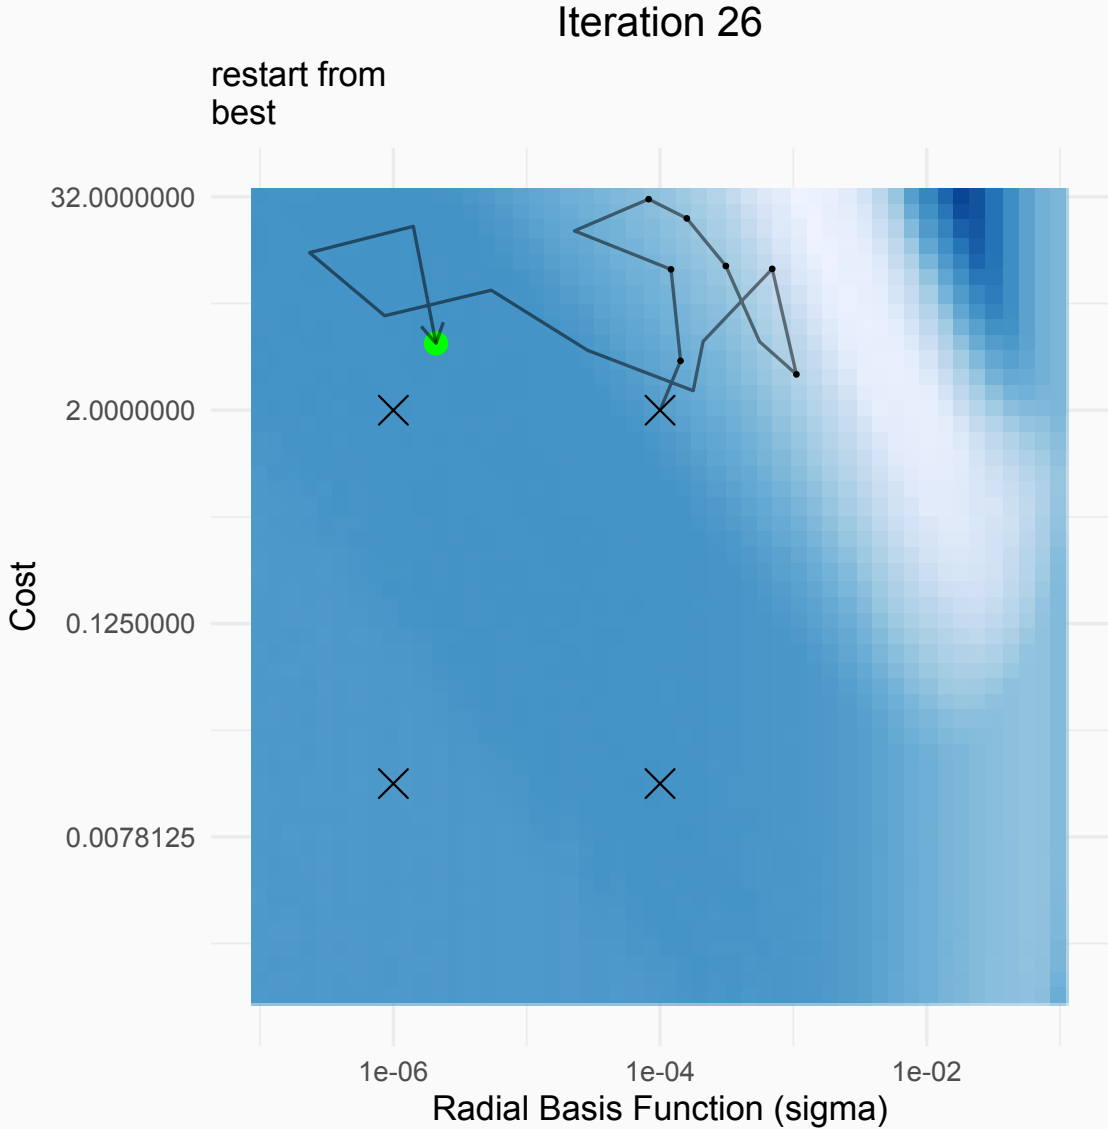 Iteration 26
restart from
best
32.0000000
2.0000000
0.1250000
0.0078125
Cost
1e-06
1e-04
1e-02
Radial Basis Function (sigma)